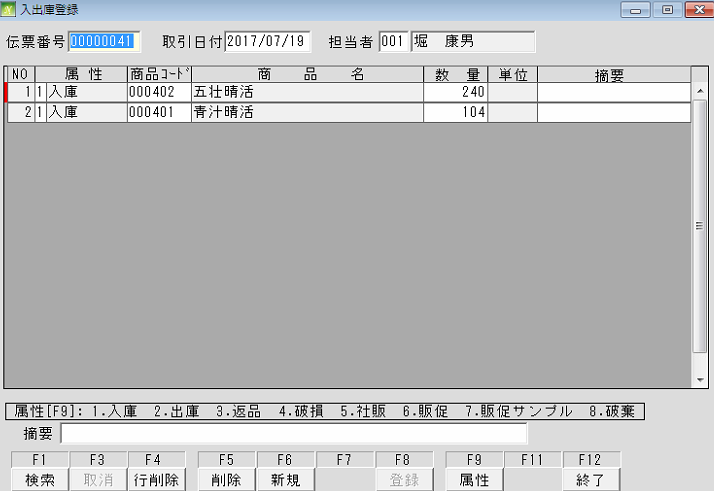 入出庫登録
伝票番号 00000041 取引日付 2017/07/19 担当者 001 堀 康男
NO 属 性 商品ｺｰﾄﾞ 商 品 名 数 量 単位 摘要
1 1 入庫 000402 五壮晴活 240
2 1 入庫 000401 青汁晴活 104
属性[F9]: 1.入庫 2.出庫 3.返品 4.破損 5.社販 6.販促 7.販促サンプル 8.破棄
摘要
F1 F3 F4 F5 F6 F7 F8 F9 F11 F12
検索 取消 行削除 削除 新規 登録 属性 終了